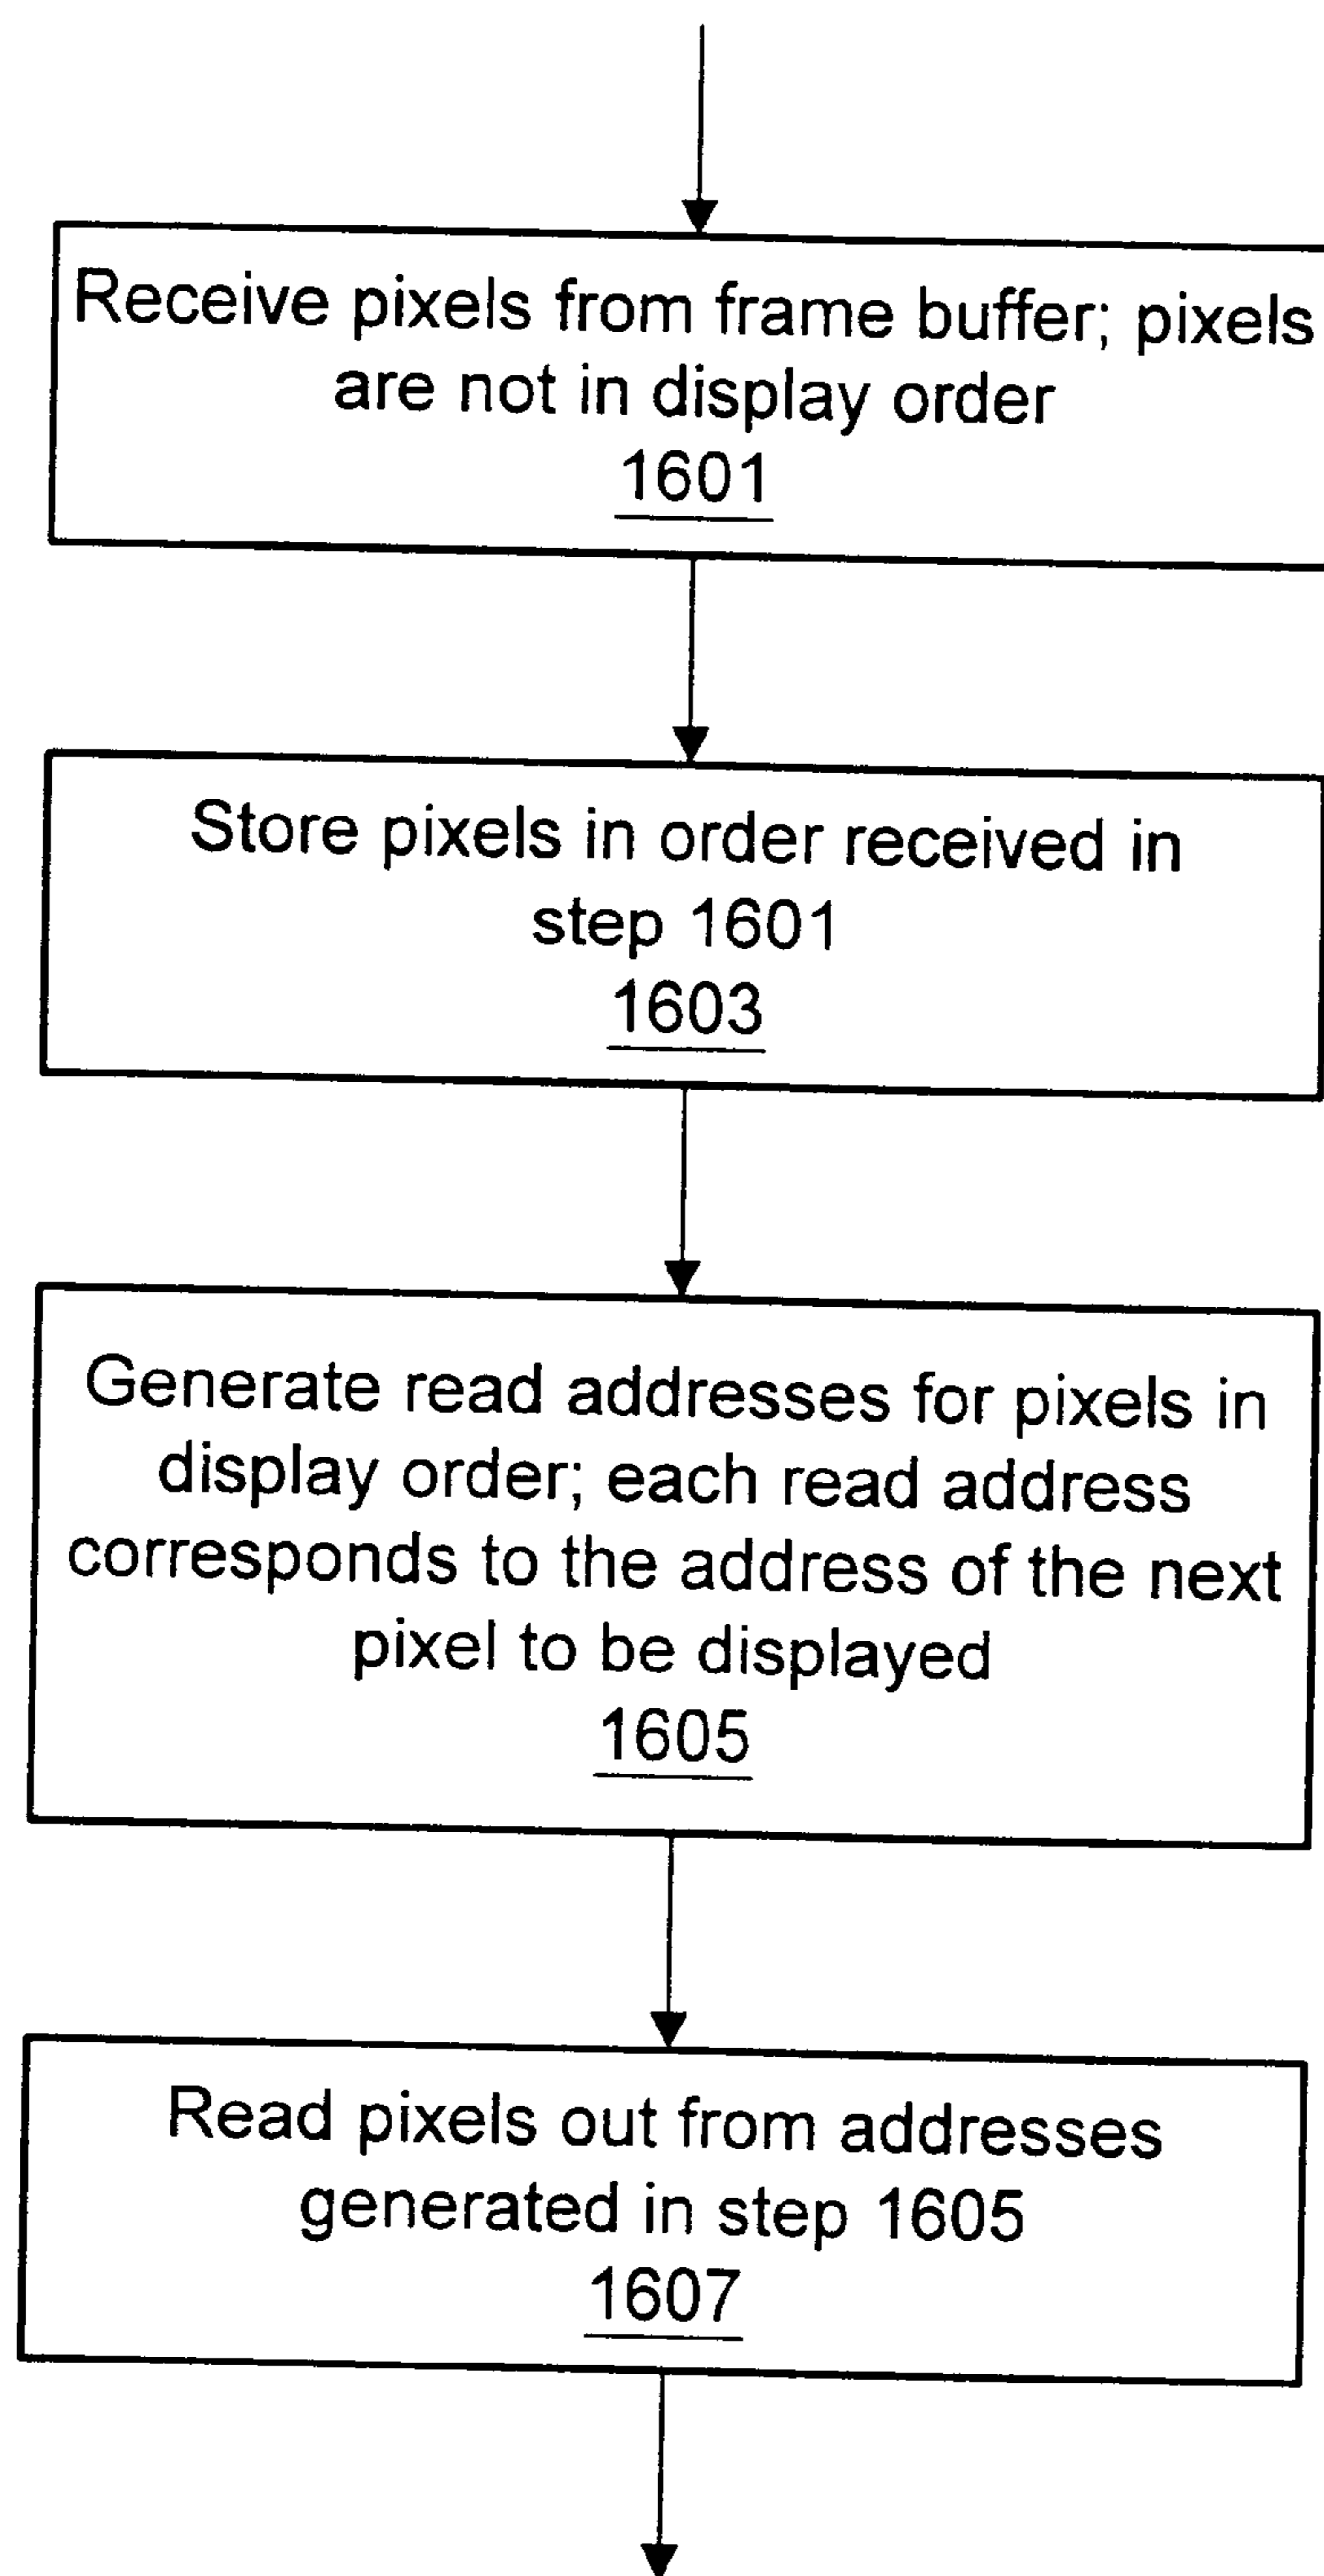 Receive pixels from frame buffer; pixels
are not in display order
1601
Store pixels in order received in
step 1601
1603
Generate read addresses for pixels in
display order; each read address
corresponds to the address of the next
pixel to be displayed
1605
Read pixels out from addresses
generated in step 1605
1607